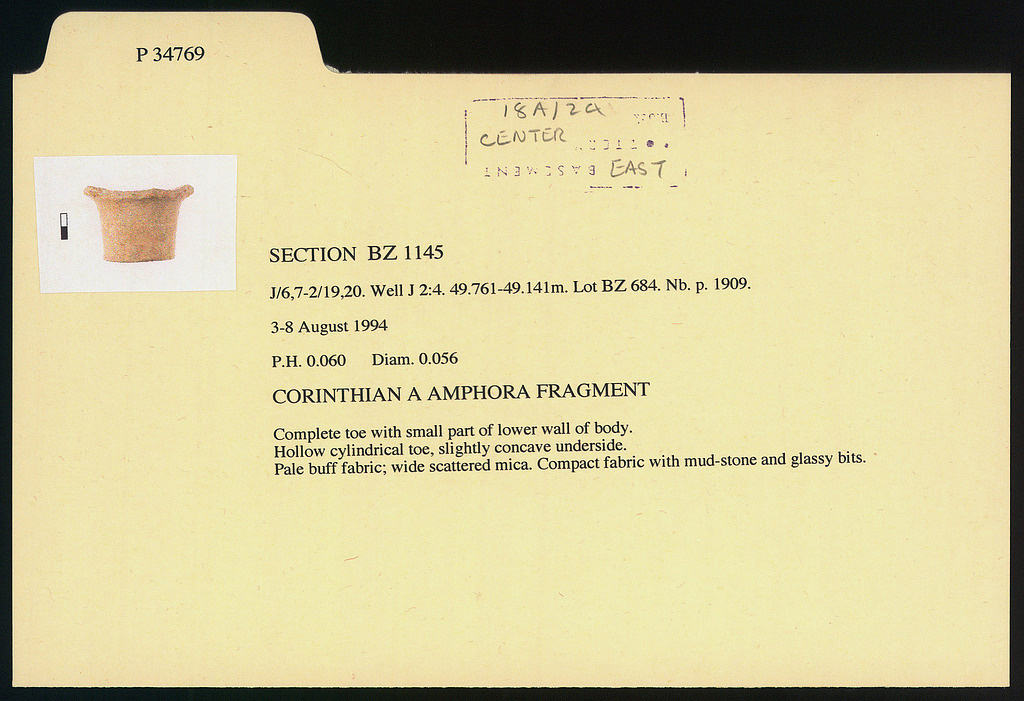 P 34769
18A/24
CENTER
BASEMENT EAST
SECTION BZ 1145
J/6,7-2/19,20. Well J 2:4. 49.761-49.141m. Lot BZ 684. Nb. p. 1909.
3-8 August 1994
P.H. 0.060 Diam. 0.056
CORINTHIAN A AMPHORA FRAGMENT
Complete toe with small part of lower wall of body.
Hollow cylindrical toe, slightly concave underside.
Pale buff fabric; wide scattered mica. Compact fabric with mud-stone and glassy bits.